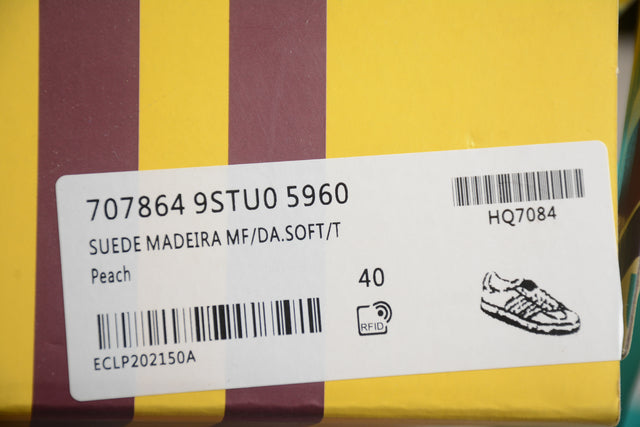 707864 9STU0 5960
HQ7084
SUEDE MADEIRA MF/DA.SOFT/T
Peach
40
RFID
ECLP202150A